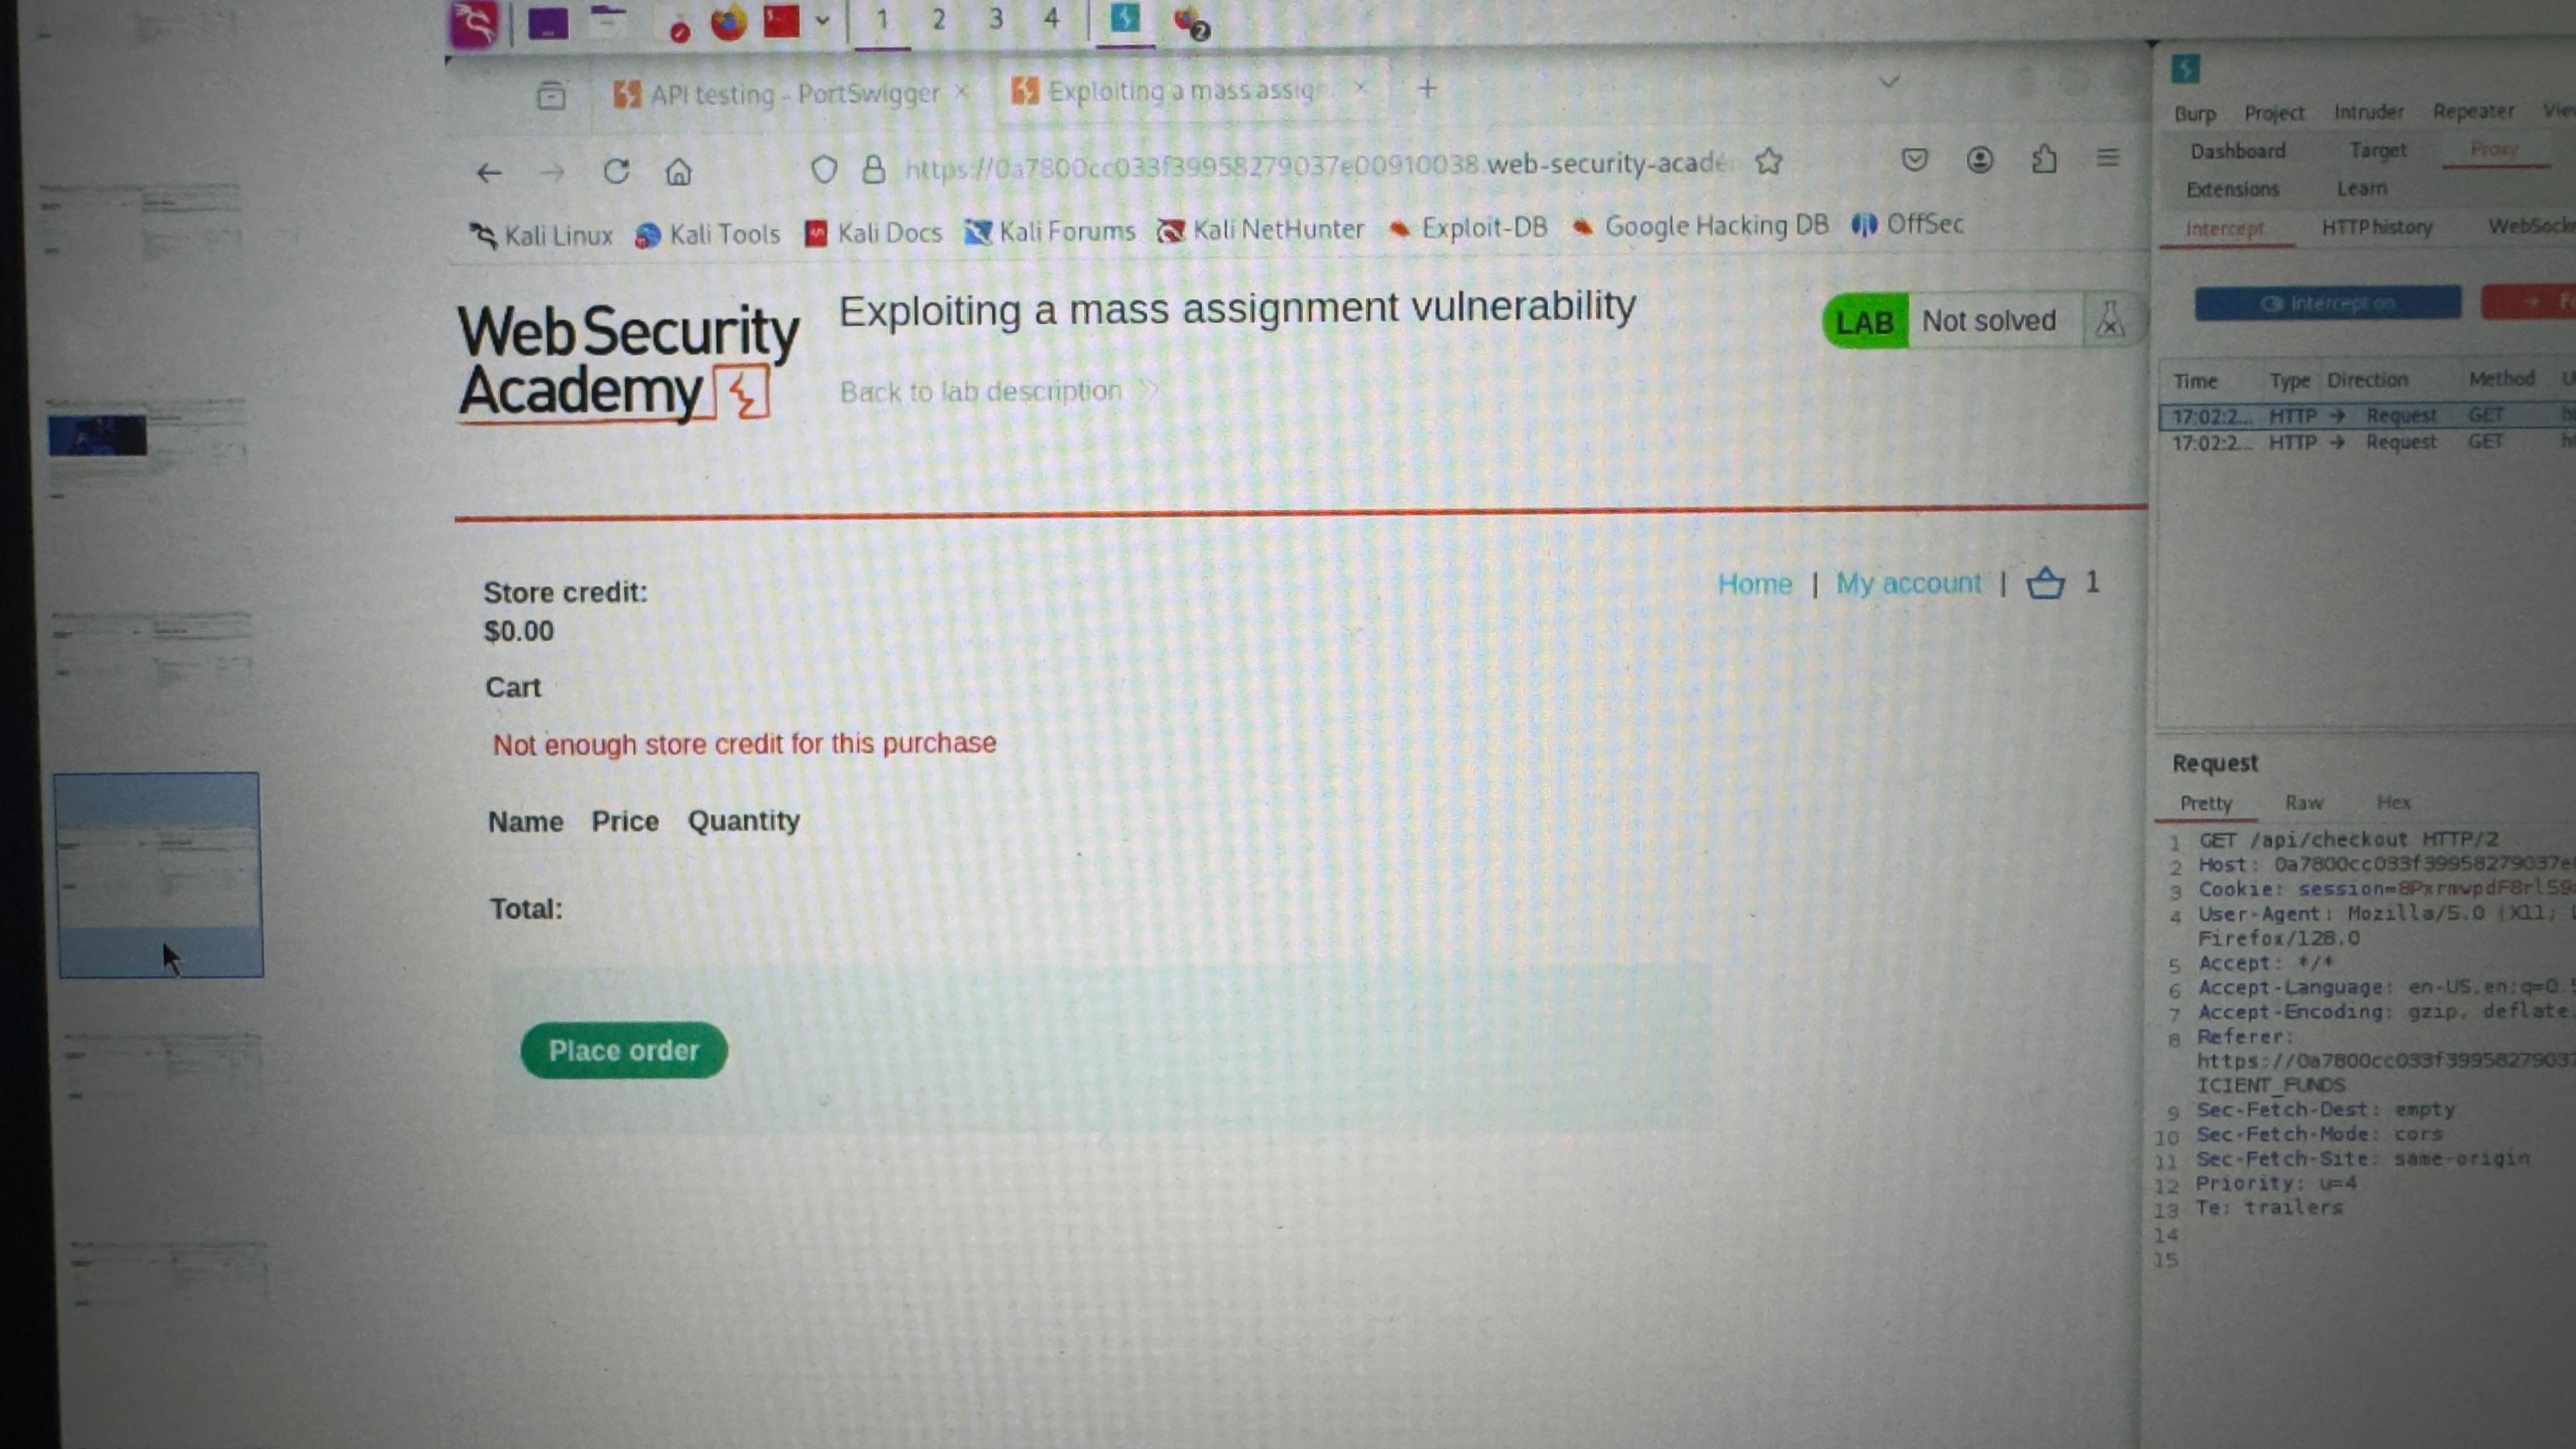 1 2 3 4
2
API testing - PortSwigger
Exploiting a mass assig
https://0a7800cc033f39958279037e00910038.web-security-acade
Kali Linux Kali Tools Kali Docs Kali Forums Kali NetHunter Exploit-DB Google Hacking DB OffSec
Web Security
Academy
Exploiting a mass assignment vulnerability
Back to lab description
LAB Not solved
Home | My account | 1
Store credit:
$0.00
Cart
Not enough store credit for this purchase
Name Price Quantity
Total:
Place order
Burp Project Intruder Repeater Vie
Dashboard Target Proxy
Extensions Learn
Intercept HTTP history WebSock
Intercept on
Time Type Direction Method
17:02:2... HTTP → Request GET
17:02:2... HTTP → Request GET
Request
Pretty Raw Hex
1 GET /api/checkout HTTP/2
2 Host: 0a7800cc033f39958279037e
3 Cookie: session=8PxrmwpdF8rl59
4 User-Agent: Mozilla/5.0 (X11;
Firefox/128.0
5 Accept: */*
6 Accept-Language: en-US,en;q=0.5
7 Accept-Encoding: gzip, deflate,
8 Referer:
https://0a7800cc033f3995827903
ICIENT_FUNDS
9 Sec-Fetch-Dest: empty
10 Sec-Fetch-Mode: cors
11 Sec-Fetch-Site: same-origin
12 Priority: u=4
13 Te: trailers
14
15